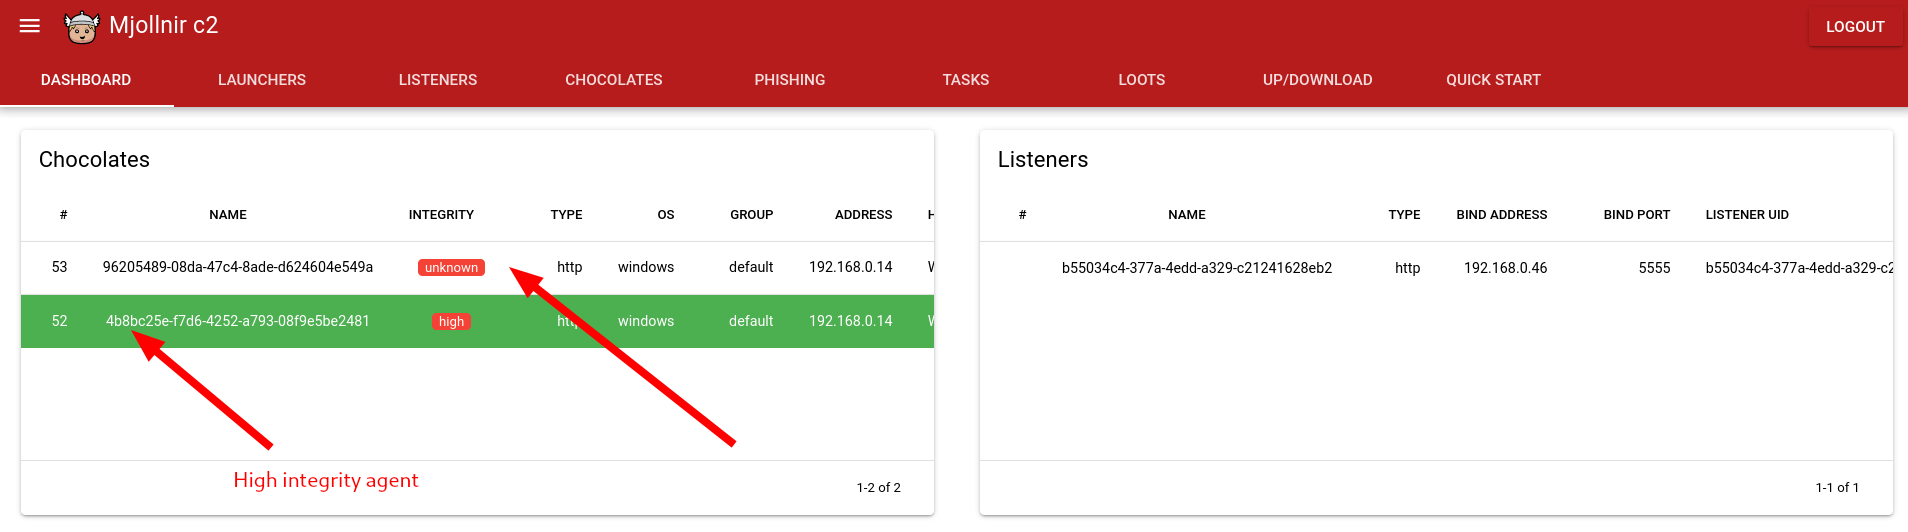 Mjollnir c2
LOGOUT
DASHBOARD LAUNCHERS LISTENERS CHOCOLATES PHISHING TASKS LOOTS UP/DOWNLOAD QUICK START
Chocolates
# NAME INTEGRITY TYPE OS GROUP ADDRESS
53 96205489-08da-47c4-8ade-d624604e549a unknown http windows default 192.168.0.14
52 4b8bc25e-f7d6-4252-a793-08f9e5be2481 high http windows default 192.168.0.14
High integrity agent
1-2 of 2
Listeners
# NAME TYPE BIND ADDRESS BIND PORT LISTENER UID
b55034c4-377a-4edd-a329-c21241628eb2 http 192.168.0.46 5555 b55034c4-377a-4edd-a329-c2
1-1 of 1